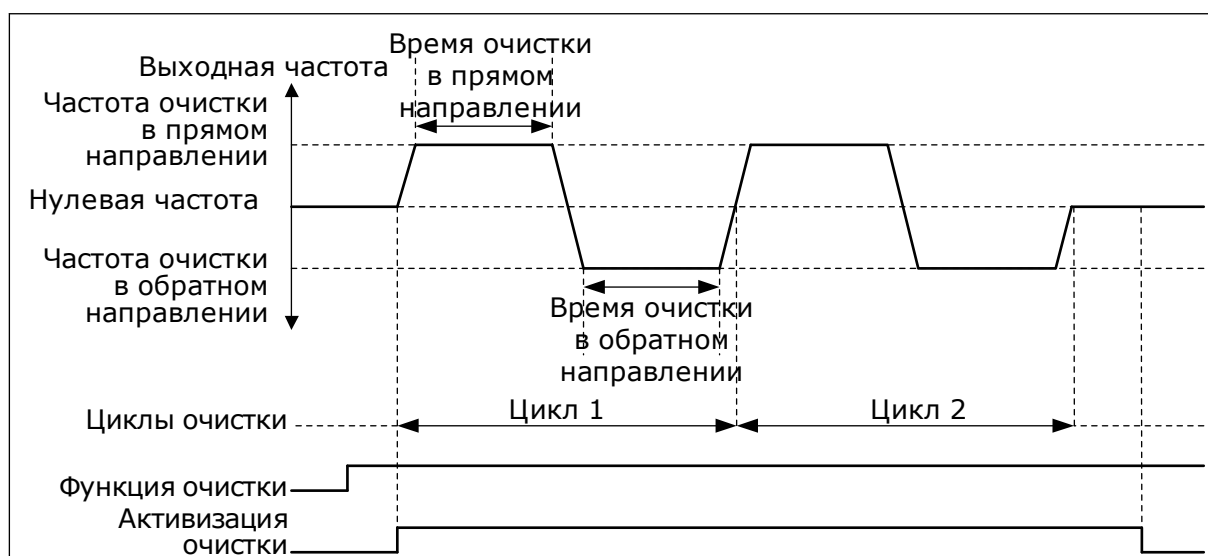 Время очистки
в прямом
направлении
Выходная частота
Частота очистки
в прямом
направлении
Нулевая частота
Частота очистки
в обратном
направлении
Время очистки
в обратном
направлении
Циклы очистки
Цикл 1
Цикл 2
Функция очистки
Активизация
очистки